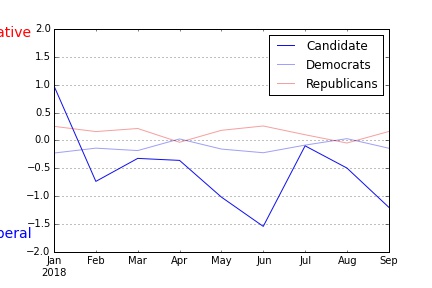 ative
2.0
1.5
1.0
0.5
0.0
−0.5
−1.0
−1.5
−2.0
beral
Candidate
Democrats
Republicans
Jan Feb Mar Apr May Jun Jul Aug Sep
2018